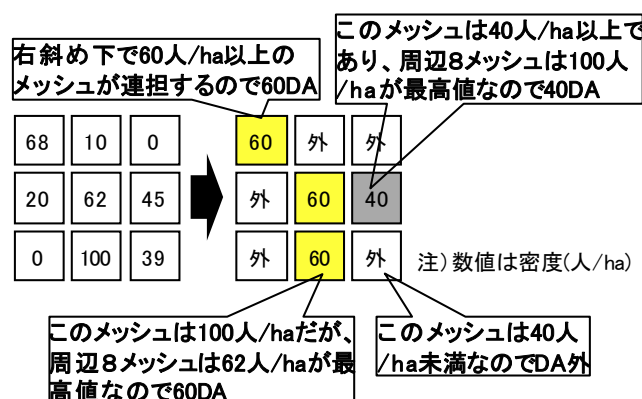 このメッシュは40人/ha以上で
あり、周辺8メッシュは100人
/haが最高値なので40DA
右斜め下で60人/ha以上の
メッシュが連担するので60DA
68 10 0 60 外 外
20 62 45 外 60 40
0 100 39 外 60 外
注)数値は密度(人/ha)
このメッシュは100人/haだが、
周辺8メッシュは62人/haが最
高値なので60DA
このメッシュは40人
/ha未満なのでDA外